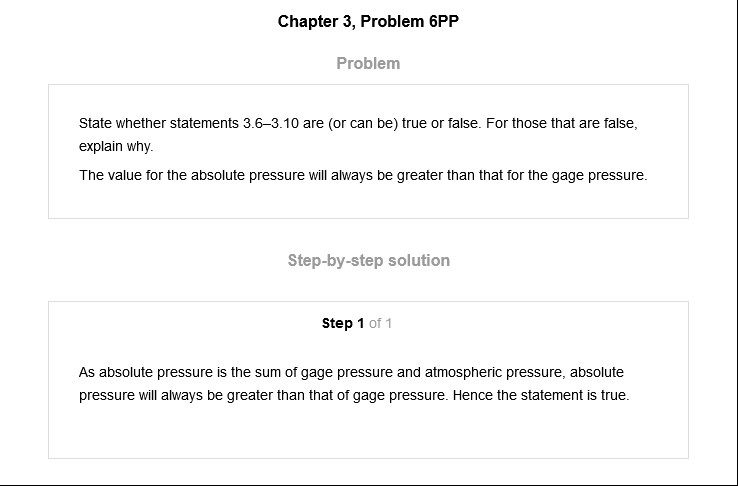 Chapter 3, Problem 6PP
Problem
State whether statements 3.6–3.10 are (or can be) true or false. For those that are false,
explain why.
The value for the absolute pressure will always be greater than that for the gage pressure.
Step-by-step solution
Step 1 of 1
As absolute pressure is the sum of gage pressure and atmospheric pressure, absolute
pressure will always be greater than that of gage pressure. Hence the statement is true.